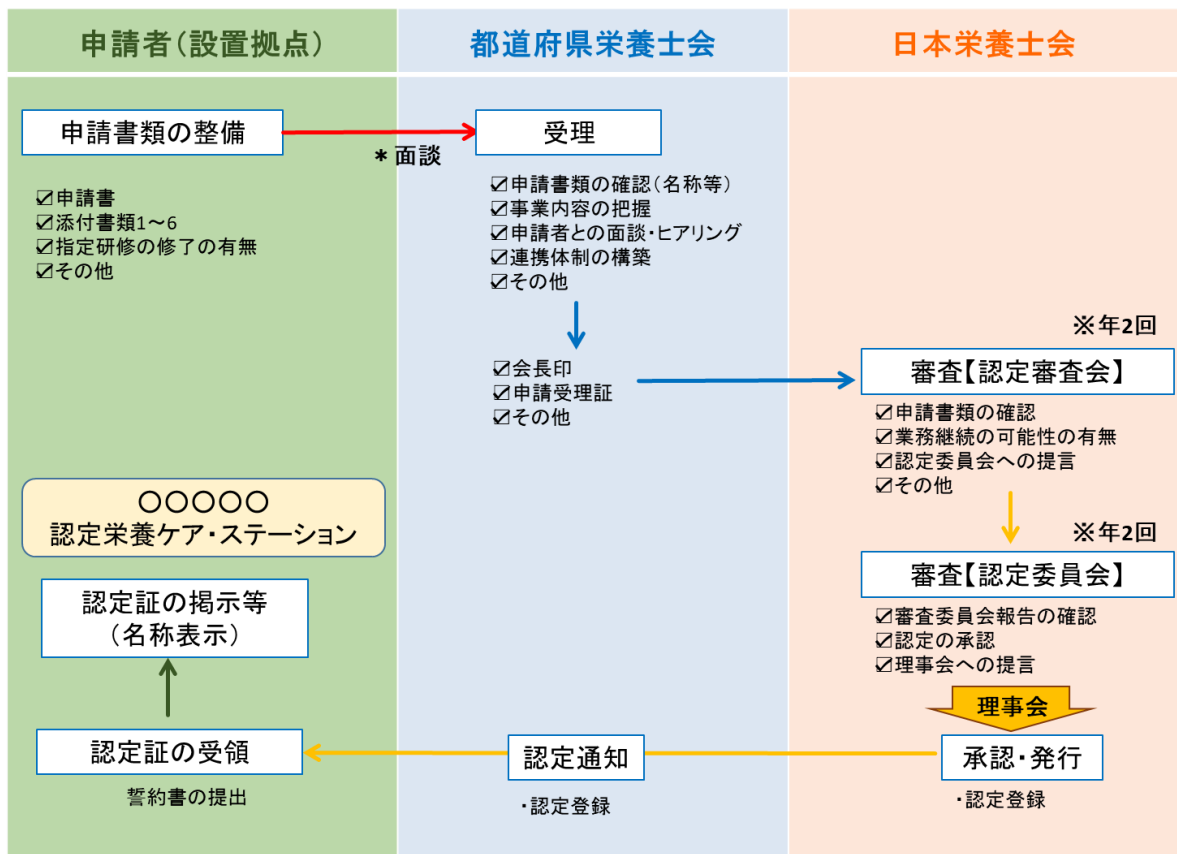 申請者(設置拠点)
都道府県栄養士会
日本栄養士会
申請書類の整備
＊面談
受理
☑申請書
☑添付書類1～6
☑指定研修の修了の有無
☑その他
☑申請書類の確認(名称等)
☑事業内容の把握
☑申請者との面談・ヒアリング
☑連携体制の構築
☑その他
☑会長印
☑申請受理証
☑その他
※年2回
審査【認定審査会】
☑申請書類の確認
☑業務継続の可能性の有無
☑認定委員会への提言
☑その他
※年2回
審査【認定委員会】
☑審査委員会報告の確認
☑認定の承認
☑理事会への提言
理事会
承認・発行
・認定登録
認定通知
・認定登録
認定証の受領
誓約書の提出
認定証の掲示等
(名称表示)
〇〇〇〇〇
認定栄養ケア・ステーション